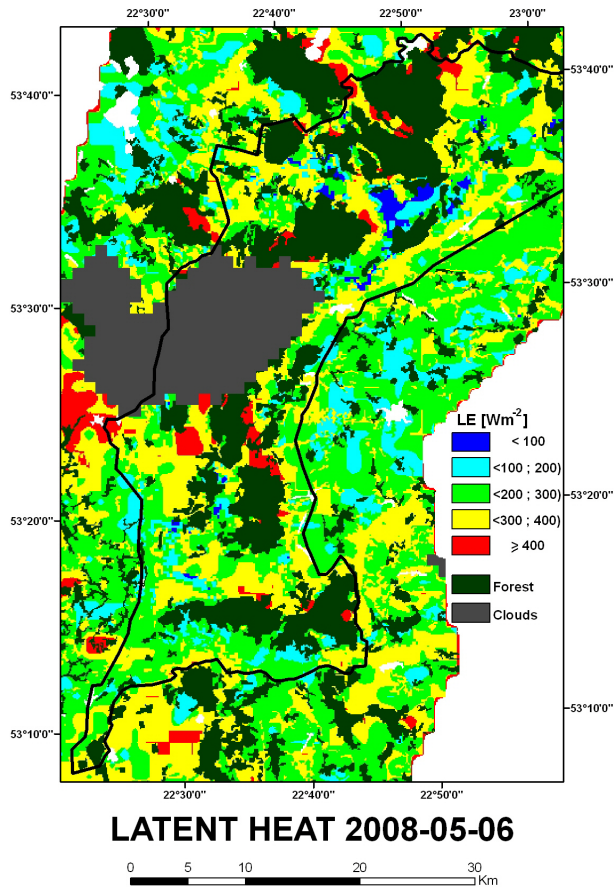 22°30'0" 22°40'0" 22°50'0" 23°0'0"
53°40'0" 53°40'0"
53°30'0" 53°30'0"
53°20'0" 53°20'0"
53°10'0" 53°10'0"
LE [Wm⁻²]
< 100
<100 ; 200)
<200 ; 300)
<300 ; 400)
⩾ 400
Forest
Clouds
22°30'0" 22°40'0" 22°50'0"
LATENT HEAT 2008-05-06
0 5 10 20 30
Km